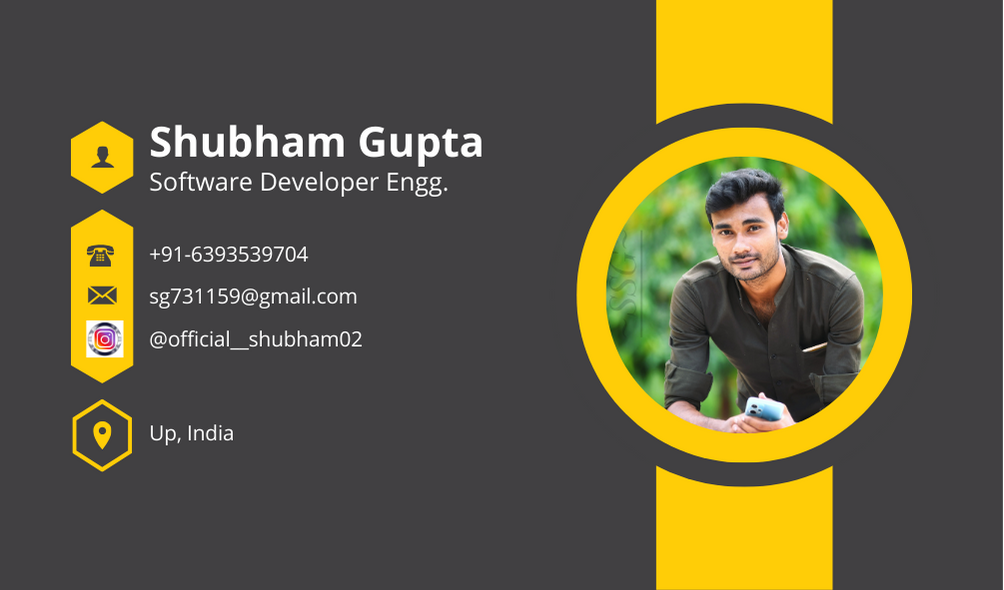 Shubham Gupta
Software Developer Engg.
+91-6393539704
sg731159@gmail.com
@official__shubham02
Up, India